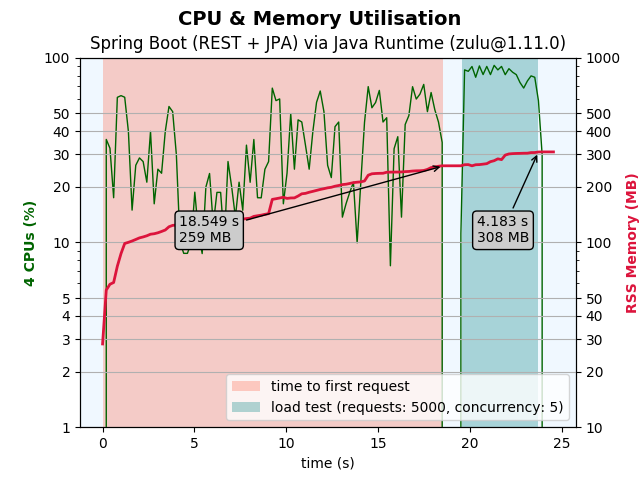 CPU & Memory Utilisation
Spring Boot (REST + JPA) via Java Runtime (zulu@1.11.0)
100
50
40
30
20
10
5
4
3
2
1
4 CPUs (%)
1000
500
400
300
200
100
50
40
30
20
10
RSS Memory (MB)
18.549 s
259 MB
4.183 s
308 MB
time to first request
load test (requests: 5000, concurrency: 5)
0
5
10
15
20
25
time (s)